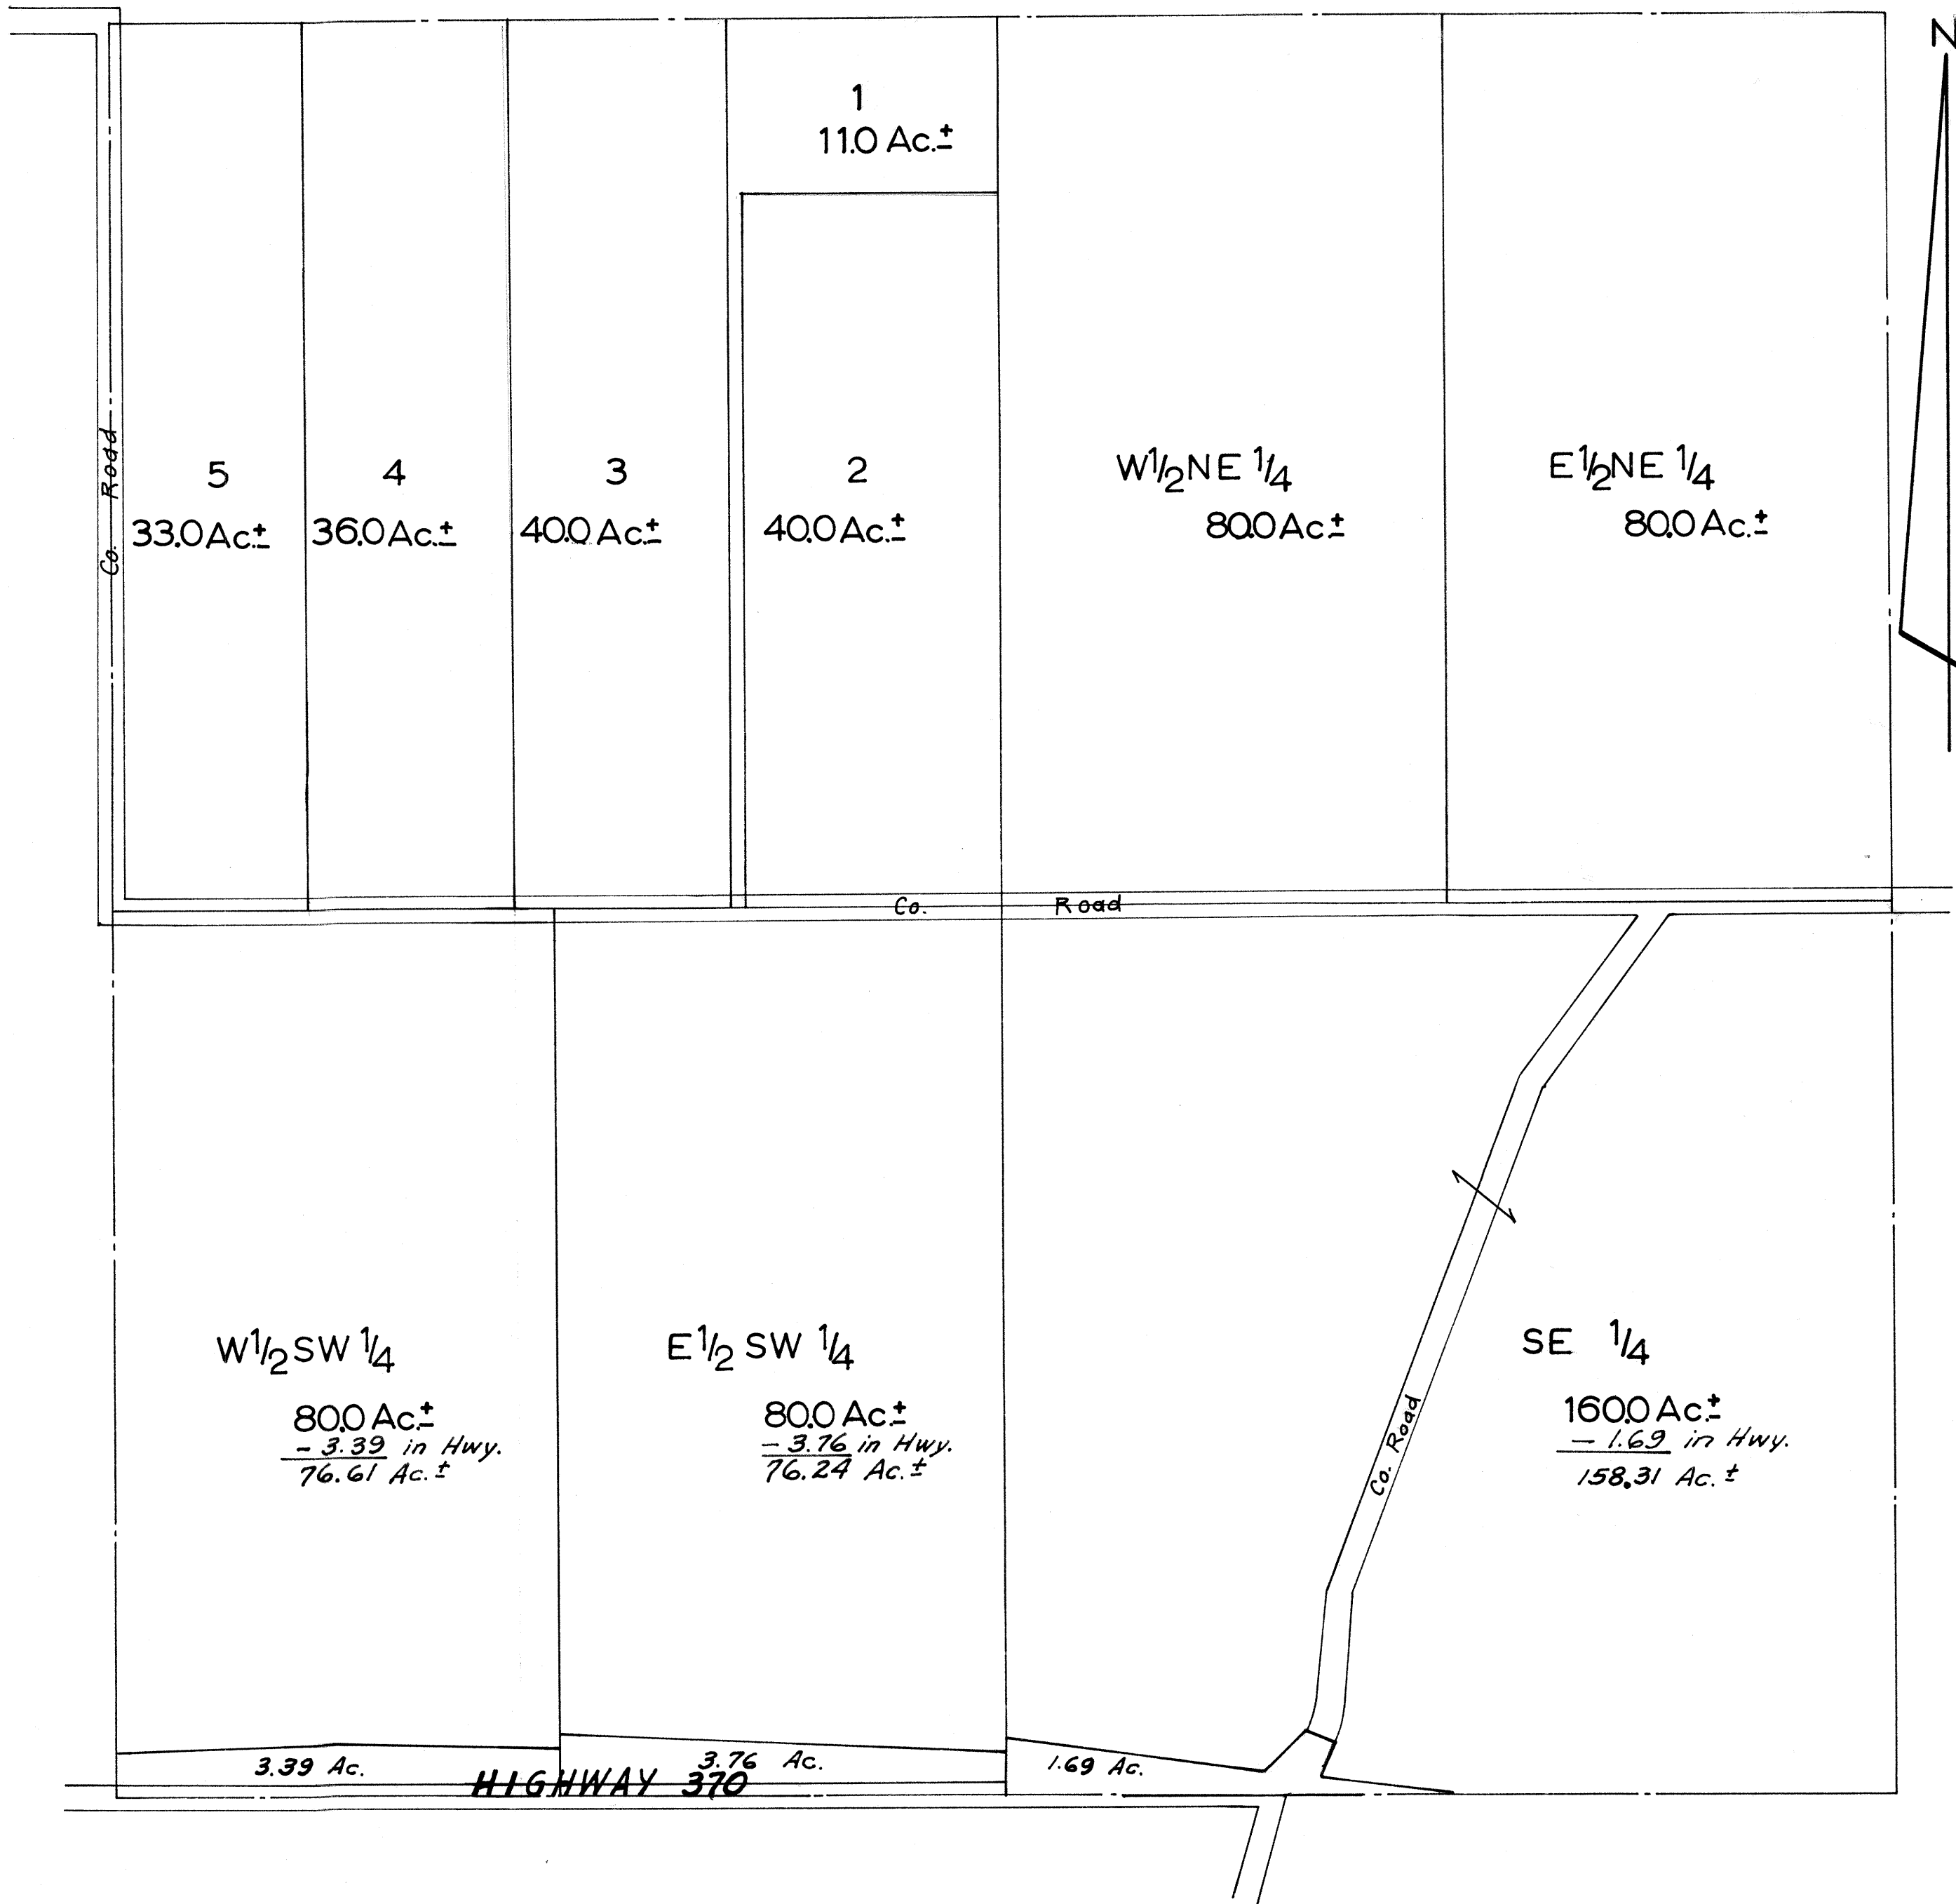 N
1
11.0 Ac.±
5
33.0 Ac.±
4
36.0 Ac.±
3
40.0 Ac.±
2
40.0 Ac.±
W 1/2 NE 1/4
80.0 Ac.±
E 1/2 NE 1/4
80.0 Ac.±
Co. Road
Co. Road
W 1/2 SW 1/4
80.0 Ac.±
- 3.39 in Hwy.
76.61 Ac.±
E 1/2 SW 1/4
80.0 Ac.±
- 3.76 in Hwy.
76.24 Ac.±
Co. Road
SE 1/4
160.0 Ac.±
- 1.69 in Hwy.
158.31 Ac.±
3.39 Ac.
3.76 Ac.
1.69 Ac.
HIGHWAY 370